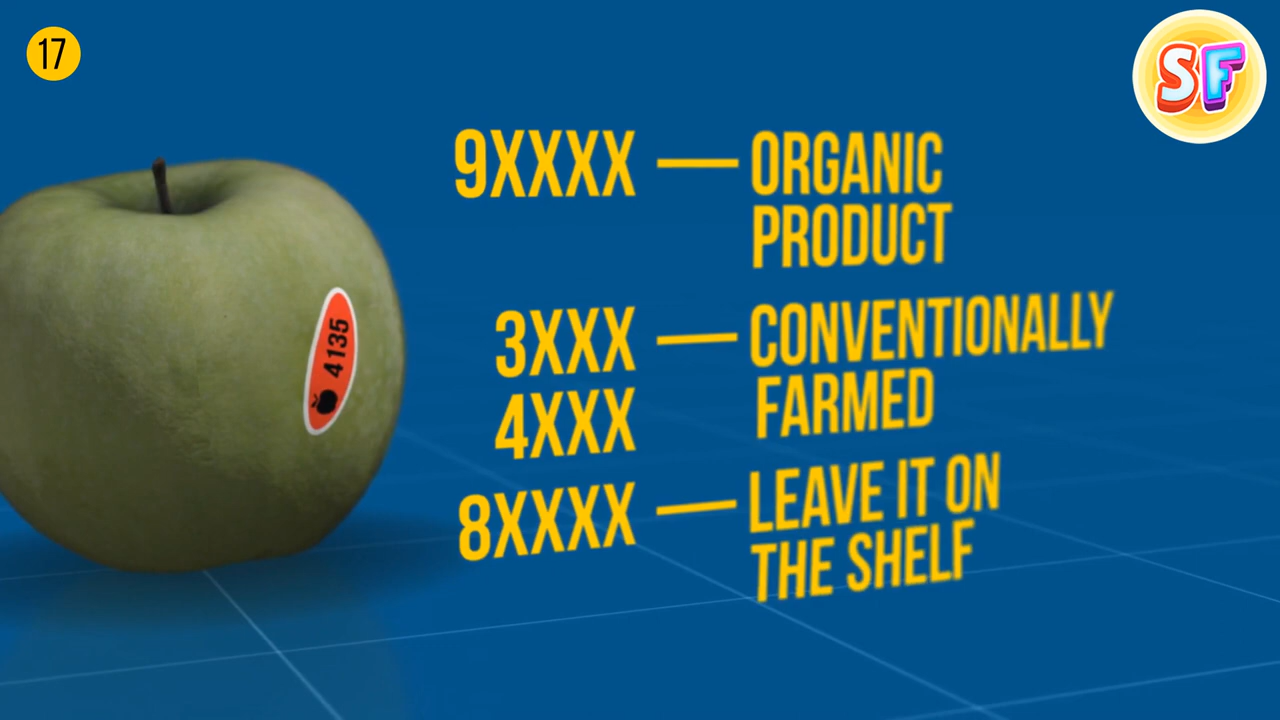 17
SF
9XXXX — ORGANIC
PRODUCT
3XXX — CONVENTIONALLY
4XXX FARMED
8XXXX — LEAVE IT ON
THE SHELF
4135